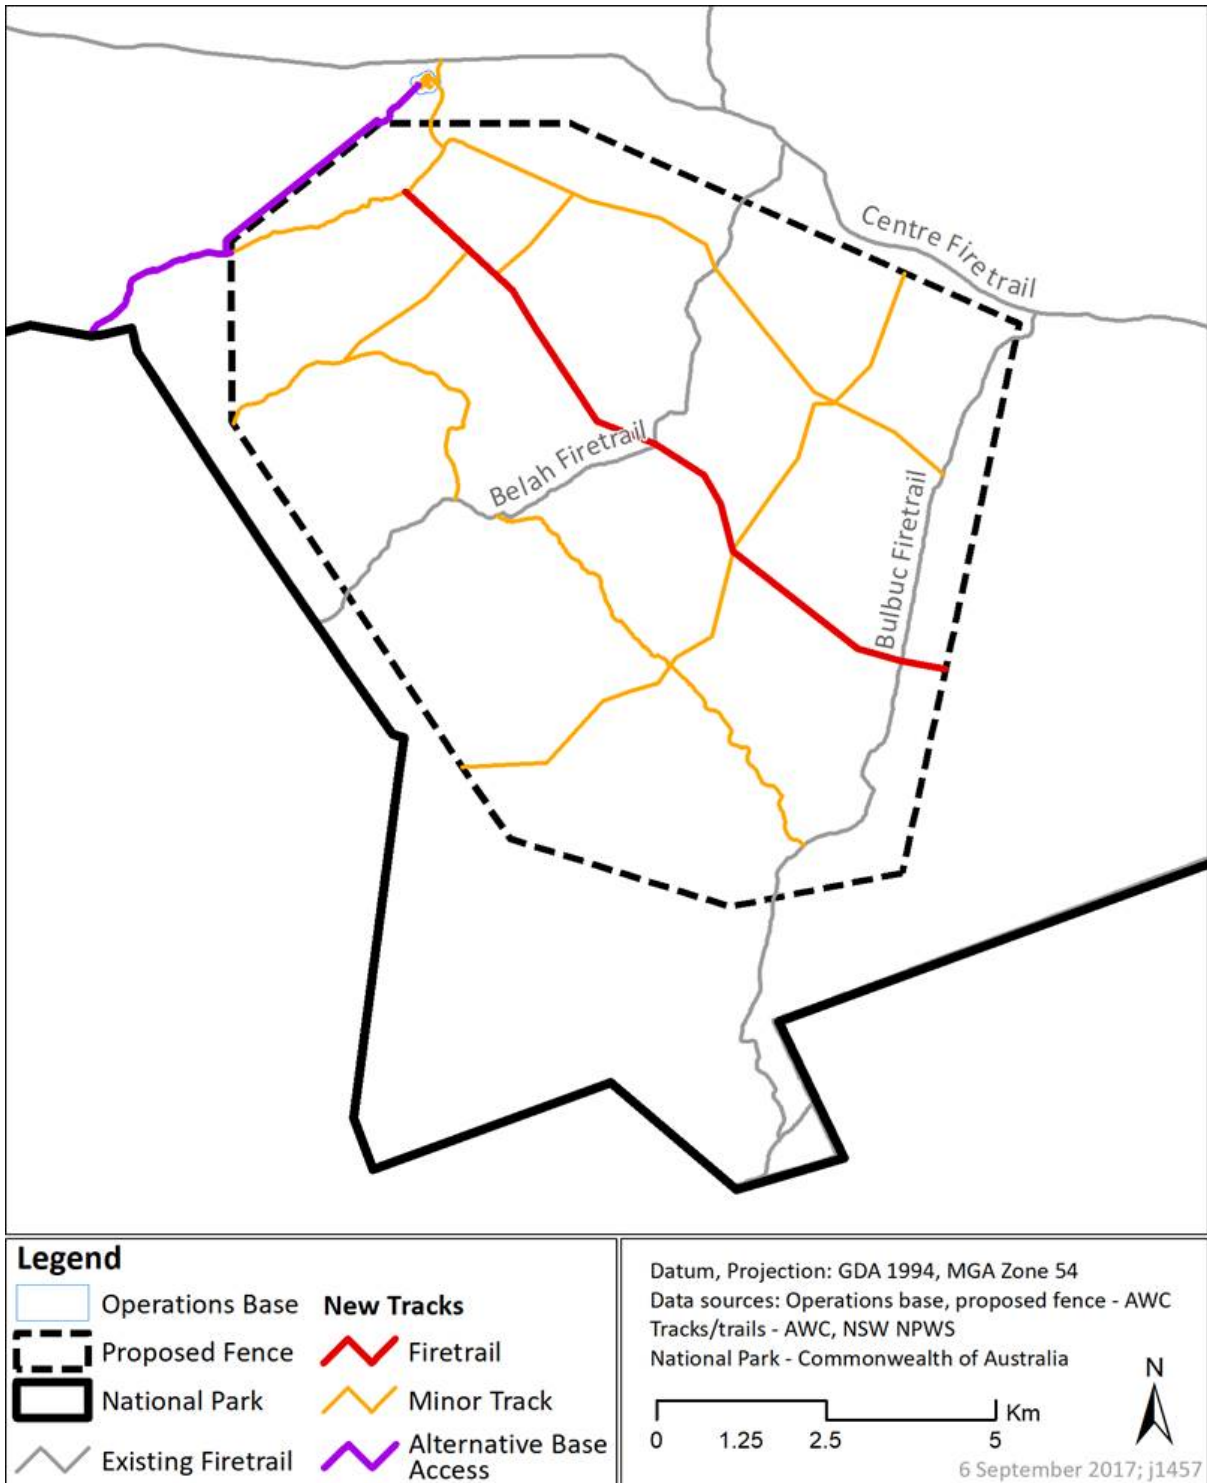 Centre Firetrail
Belah Firetrail
Bulbuc Firetrail
Legend
Operations Base
Proposed Fence
National Park
Existing Firetrail
New Tracks
Firetrail
Minor Track
Alternative Base
Access
Datum, Projection: GDA 1994, MGA Zone 54
Data sources: Operations base, proposed fence - AWC
Tracks/trails - AWC, NSW NPWS
National Park - Commonwealth of Australia
N
Km
0 1.25 2.5 5
6 September 2017; j1457